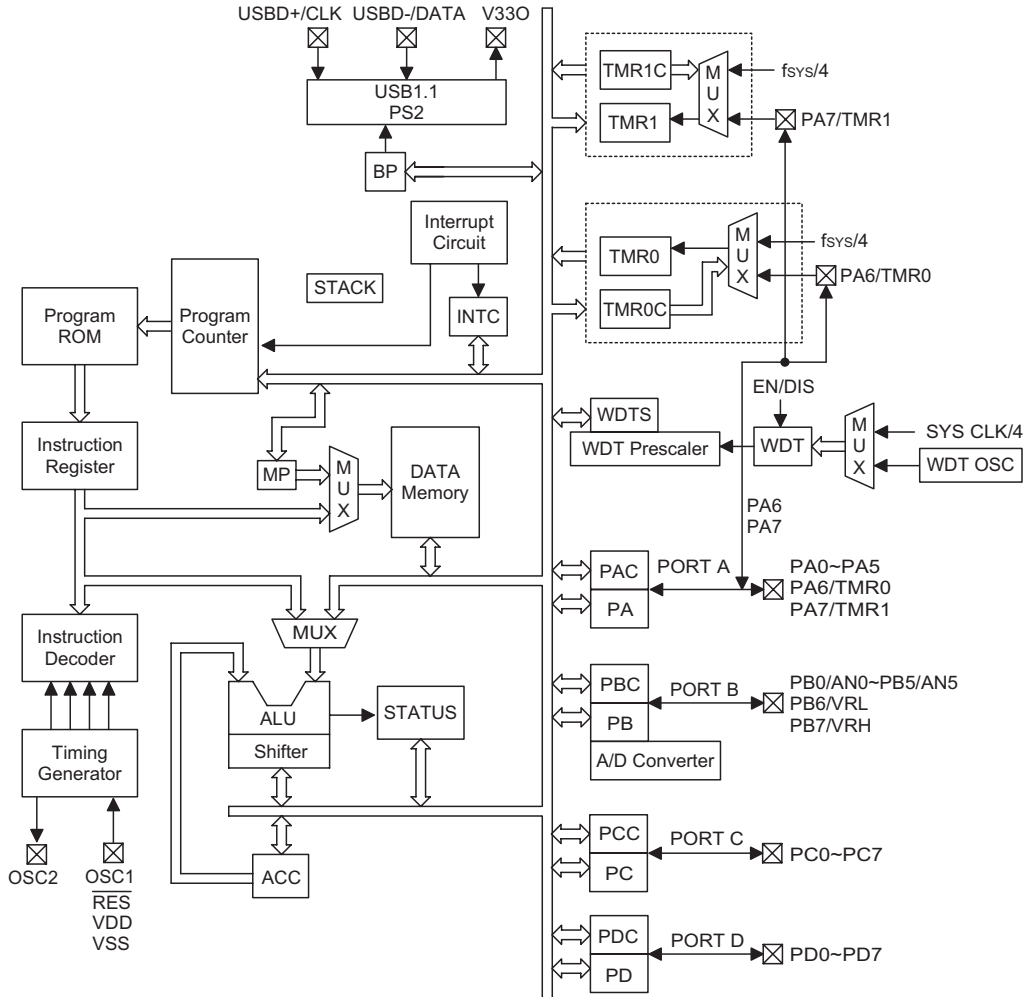 USBD+/CLK
USBD-/DATA
V33O
USB1.1
PS2
BP
TMR1C
TMR1
M
U
X
fSYS/4
PA7/TMR1
Interrupt
Circuit
STACK
INTC
TMR0
TMR0C
M
U
X
fSYS/4
PA6/TMR0
Program
ROM
Program
Counter
EN/DIS
WDTS
WDT Prescaler
WDT
M
U
X
SYS CLK/4
WDT OSC
Instruction
Register
MP
M
U
X
DATA
Memory
PA6
PA7
PAC
PA
PORT A
PA0~PA5
PA6/TMR0
PA7/TMR1
Instruction
Decoder
MUX
ALU
Shifter
STATUS
PBC
PB
A/D Converter
PORT B
PB0/AN0~PB5/AN5
PB6/VRL
PB7/VRH
Timing
Generator
OSC2
OSC1
RES
VDD
VSS
ACC
PCC
PC
PORT C
PC0~PC7
PDC
PD
PORT D
PD0~PD7